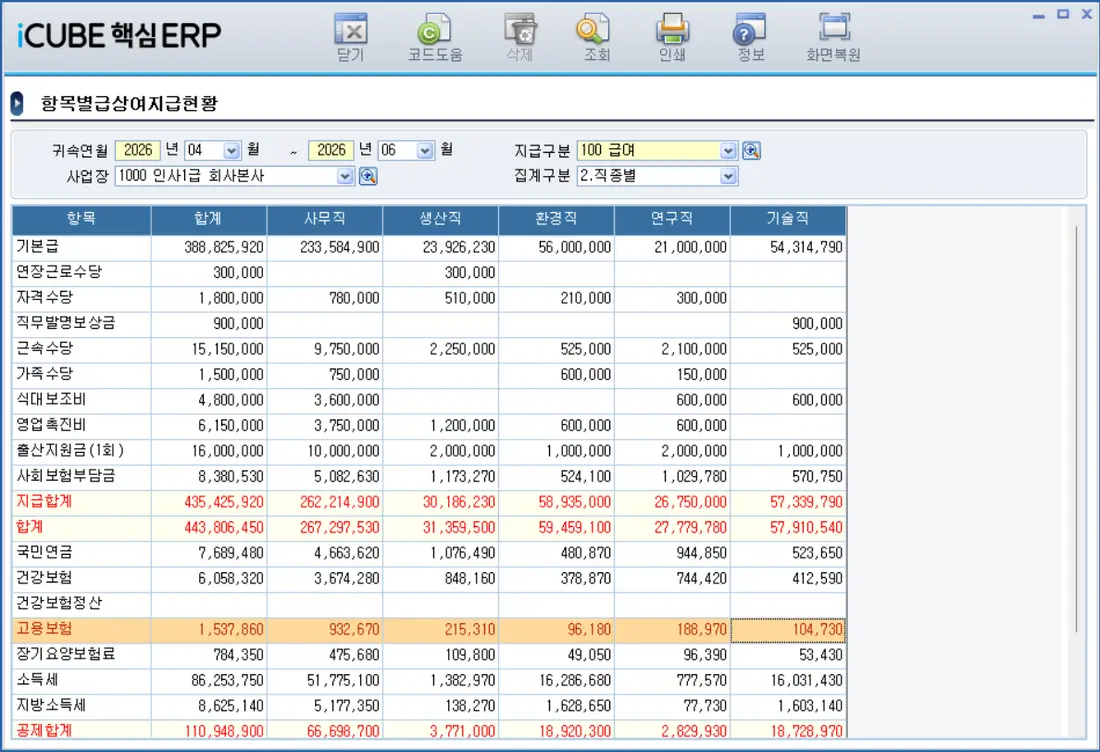 iCUBE 핵심ERP
닫기 코드도움 삭제 조회 인쇄 정보 화면복원
항목별급상여지급현황
귀속연월 2026 년 04 월 ~ 2026 년 06 월 지급구분 100 급여
사업장 1000 인사1급 회사본사 집계구분 2.직종별
항목 합계 사무직 생산직 환경직 연구직 기술직
기본급 388,825,920 233,584,900 23,926,230 56,000,000 21,000,000 54,314,790
연장근로수당 300,000 300,000
자격수당 1,800,000 780,000 510,000 210,000 300,000
직무발명보상금 900,000 900,000
근속수당 15,150,000 9,750,000 2,250,000 525,000 2,100,000 525,000
가족수당 1,500,000 750,000 600,000 150,000
식대보조비 4,800,000 3,600,000 600,000 600,000
영업촉진비 6,150,000 3,750,000 1,200,000 600,000 600,000
출산지원금(1회) 16,000,000 10,000,000 2,000,000 1,000,000 2,000,000 1,000,000
사회보험부담금 8,380,530 5,082,630 1,173,270 524,100 1,029,780 570,750
지급합계 435,425,920 262,214,900 30,186,230 58,935,000 26,750,000 57,339,790
합계 443,806,450 267,297,530 31,359,500 59,459,100 27,779,780 57,910,540
국민연금 7,689,480 4,663,620 1,076,490 480,870 944,850 523,650
건강보험 6,058,320 3,674,280 848,160 378,870 744,420 412,590
건강보험정산
고용보험 1,537,860 932,670 215,310 96,180 188,970 104,730
장기요양보험료 784,350 475,680 109,800 49,050 96,390 53,430
소득세 86,253,750 51,775,100 1,382,970 16,286,680 777,570 16,031,430
지방소득세 8,625,140 5,177,350 138,270 1,628,650 77,730 1,603,140
공제합계 110,948,900 66,698,700 3,771,000 18,920,300 2,829,930 18,728,970